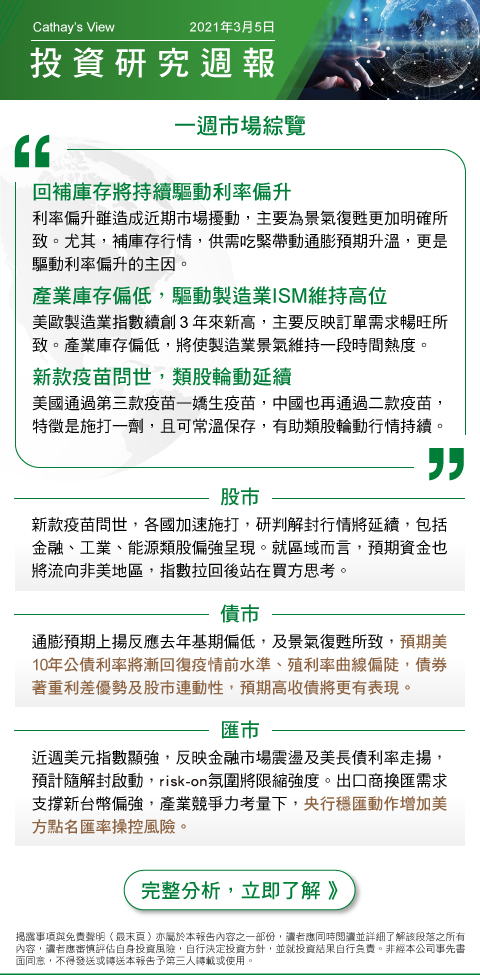 Cathay's View
2021年3月5日
投資研究週報
一週市場綜覽
回補庫存將持續驅動利率偏升
利率偏升雖造成近期市場擾動，主要為景氣復甦更加明確所
致。尤其，補庫存行情，供需吃緊帶動通膨預期升溫，更是
驅動利率偏升的主因。
產業庫存偏低，驅動製造業ISM維持高位
美歐製造業指數續創3年來新高，主要反映訂單需求暢旺所
致。產業庫存偏低，將使製造業景氣維持一段時間熱度。
新款疫苗問世，類股輪動延續
美國通過第三款疫苗—嬌生疫苗，中國也再通過二款疫苗，
特徵是施打一劑，且可常溫保存，有助類股輪動行情持續。
股市
新款疫苗問世，各國加速施打，研判解封行情將延續，包括
金融、工業、能源類股偏強呈現。就區域而言，預期資金也
將流向非美地區，指數拉回後站在買方思考。
債市
通膨預期上揚反應去年基期偏低，及景氣復甦所致，預期美
10年公債利率將漸回復疫情前水準、殖利率曲線偏陡，債券
著重利差優勢及股市連動性，預期高收債將更有表現。
匯市
近週美元指數顯強，反映金融市場震盪及美長債利率走揚，
預計隨解封啟動，risk-on氛圍將限縮強度。出口商換匯需求
支撐新台幣偏強，產業競爭力考量下，央行穩匯動作增加美
方點名匯率操控風險。
完整分析，立即了解 》
揭露事項與免責聲明（最末頁）亦屬於本報告內容之一部份，讀者應同時閱讀並詳細了解該段落之所有
內容，讀者應審慎評估自身投資風險，自行決定投資方針，並就投資結果自行負責。非經本公司事先書
面同意，不得發送或轉送本報告予第三人轉載或使用。